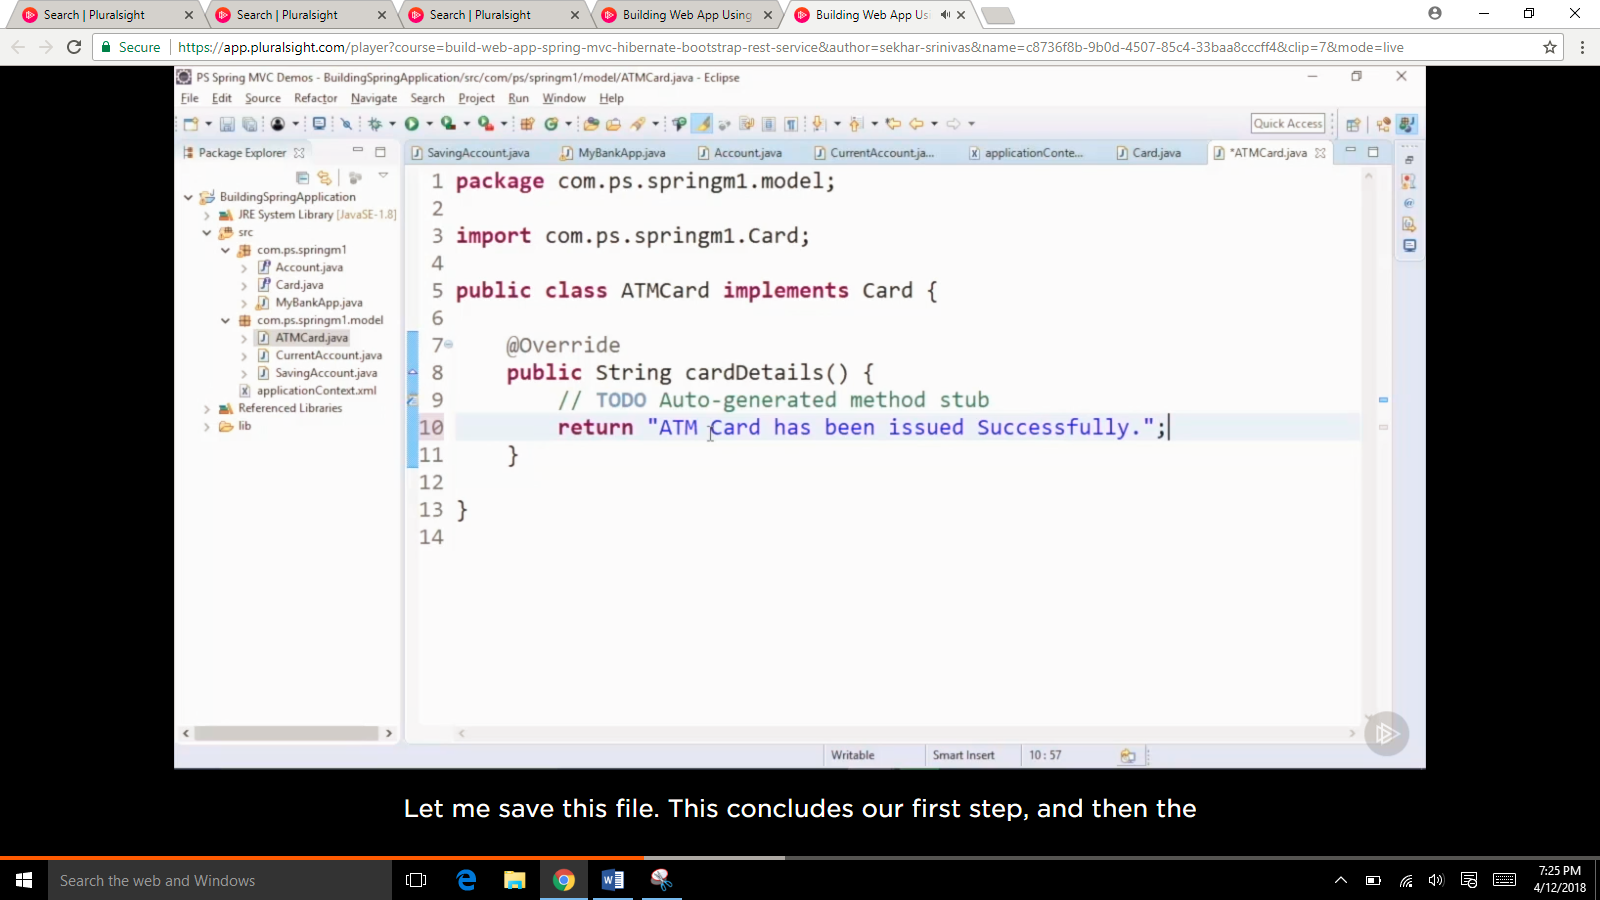 Search | Pluralsight
Search | Pluralsight
Search | Pluralsight
Building Web App Using
Building Web App Usi
Secure
https://app.pluralsight.com/player?course=build-web-app-spring-mvc-hibernate-bootstrap-rest-service&author=sekhar-srinivas&name=c8736f8b-9b0d-4507-85c4-33baa8cccff4&clip=7&mode=live
PS Spring MVC Demos - BuildingSpringApplication/src/com/ps/springm1/model/ATMCard.java - Eclipse
File Edit Source Refactor Navigate Search Project Run Window Help
Quick Access
Package Explorer
SavingAccount.java
MyBankApp.java
Account.java
CurrentAccount.ja...
applicationConte...
Card.java
*ATMCard.java
BuildingSpringApplication
JRE System Library [JavaSE-1.8]
src
com.ps.springm1
Account.java
Card.java
MyBankApp.java
com.ps.springm1.model
ATMCard.java
CurrentAccount.java
SavingAccount.java
applicationContext.xml
Referenced Libraries
lib
1 package com.ps.springm1.model;
2
3 import com.ps.springm1.Card;
4
5 public class ATMCard implements Card {
6
7 @Override
8 public String cardDetails() {
9 // TODO Auto-generated method stub
10 return "ATM Card has been issued Successfully.";
11 }
12
13 }
14
Writable
Smart Insert
10 : 57
Let me save this file. This concludes our first step, and then the
Search the web and Windows
7:25 PM
4/12/2018